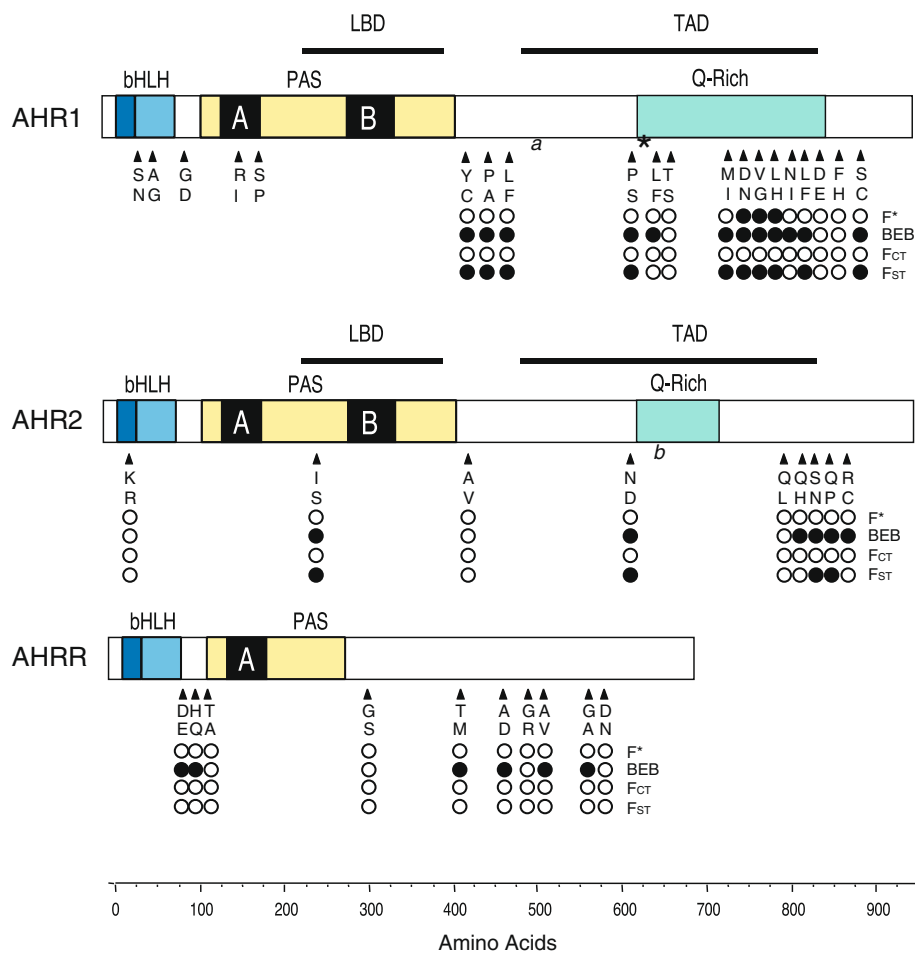 LBD TAD
bHLH PAS Q-Rich
AHR1 A B
a *
S A G R S Y P L P L T M D V L N L D F S
N G D I P C A F S F S I N G H I F E H C
F*
BEB
FCT
FST
LBD TAD
bHLH PAS Q-Rich
AHR2 A B
b
K I A N Q Q S Q R
R S V D L H N P C
F*
BEB
FCT
FST
bHLH PAS
AHRR A
D H T G T A G A G D
E Q A S M D R V A N
F*
BEB
FCT
FST
0 100 200 300 400 500 600 700 800 900
Amino Acids